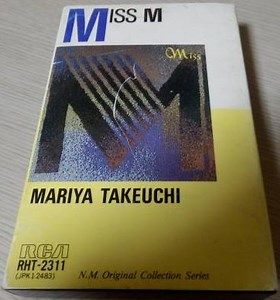 MISS M
Miss
M
MARIYA TAKEUCHI
RCA
RHT-2311
(JPK1-2483)
N.M. Original Collection Series